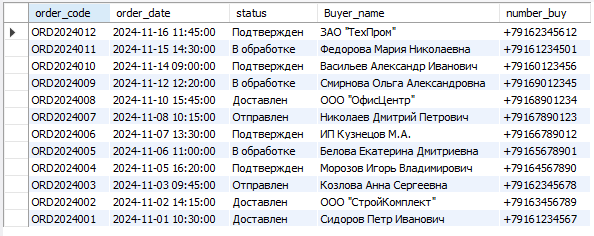 order_code order_date status Buyer_name number_buy
ORD2024012 2024-11-16 11:45:00 Подтвержден ЗАО "ТехПром" +79162345612
ORD2024011 2024-11-15 14:30:00 В обработке Федорова Мария Николаевна +79161234501
ORD2024010 2024-11-14 09:00:00 Подтвержден Васильев Александр Иванович +79160123456
ORD2024009 2024-11-12 12:20:00 В обработке Смирнова Ольга Александровна +79169012345
ORD2024008 2024-11-10 15:45:00 Доставлен ООО "ОфисЦентр" +79168901234
ORD2024007 2024-11-08 10:15:00 Отправлен Николаев Дмитрий Петрович +79167890123
ORD2024006 2024-11-07 13:30:00 Подтвержден ИП Кузнецов М.А. +79166789012
ORD2024005 2024-11-06 11:00:00 В обработке Белова Екатерина Дмитриевна +79165678901
ORD2024004 2024-11-05 16:20:00 Подтвержден Морозов Игорь Владимирович +79164567890
ORD2024003 2024-11-03 09:45:00 Отправлен Козлова Анна Сергеевна +79162345678
ORD2024002 2024-11-02 14:15:00 Доставлен ООО "СтройКомплект" +79163456789
ORD2024001 2024-11-01 10:30:00 Доставлен Сидоров Петр Иванович +79161234567